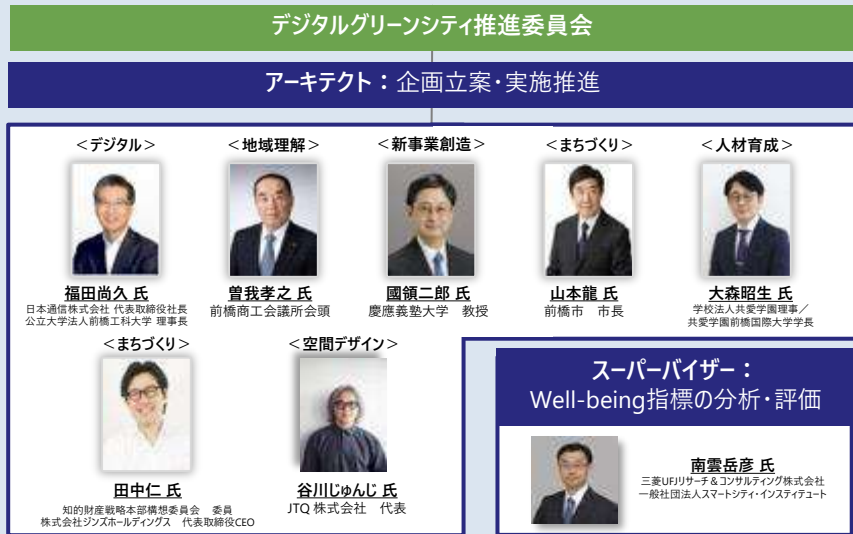 デジタルグリーンシティ推進委員会
アーキテクト：企画立案・実施推進
＜デジタル＞
福田尚久 氏
日本通信株式会社 代表取締役社長
公立大学法人前橋工科大学 理事長
＜地域理解＞
曽我孝之 氏
前橋商工会議所会頭
＜新事業創造＞
國領二郎 氏
慶應義塾大学　教授
＜まちづくり＞
山本龍 氏
前橋市　市長
＜人材育成＞
大森昭生 氏
学校法人共愛学園理事／
共愛学園前橋国際大学学長
＜まちづくり＞
田中仁 氏
知的財産戦略本部構想委員会　委員
株式会社ジンズホールディングス　代表取締役CEO
＜空間デザイン＞
谷川じゅんじ 氏
JTQ 株式会社　代表
スーパーバイザー：
Well-being指標の分析・評価
南雲岳彦 氏
三菱UFJリサーチ＆コンサルティング株式会社
一般社団法人スマートシティ・インスティテュート